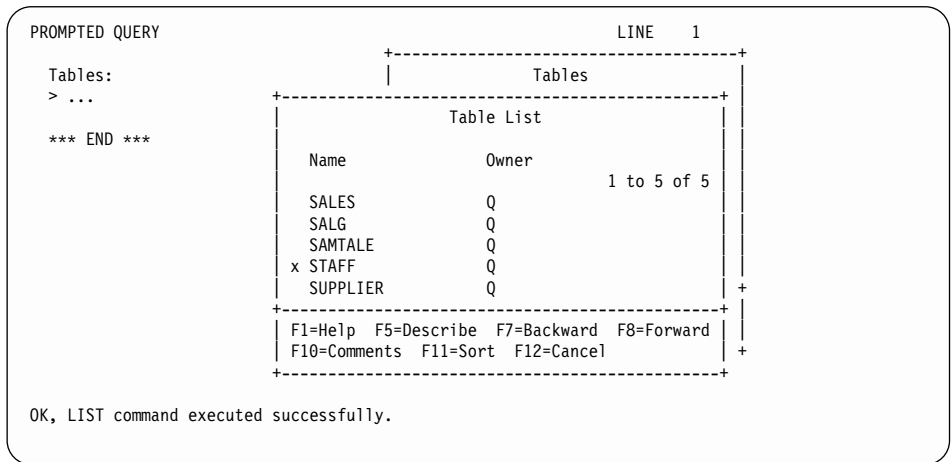 PROMPTED QUERY LINE 1
Tables
Tables:
> ...
Table List
*** END ***
Name Owner
1 to 5 of 5
SALES Q
SALG Q
SAMTALE Q
x STAFF Q
SUPPLIER Q
F1=Help F5=Describe F7=Backward F8=Forward
F10=Comments F11=Sort F12=Cancel
OK, LIST command executed successfully.